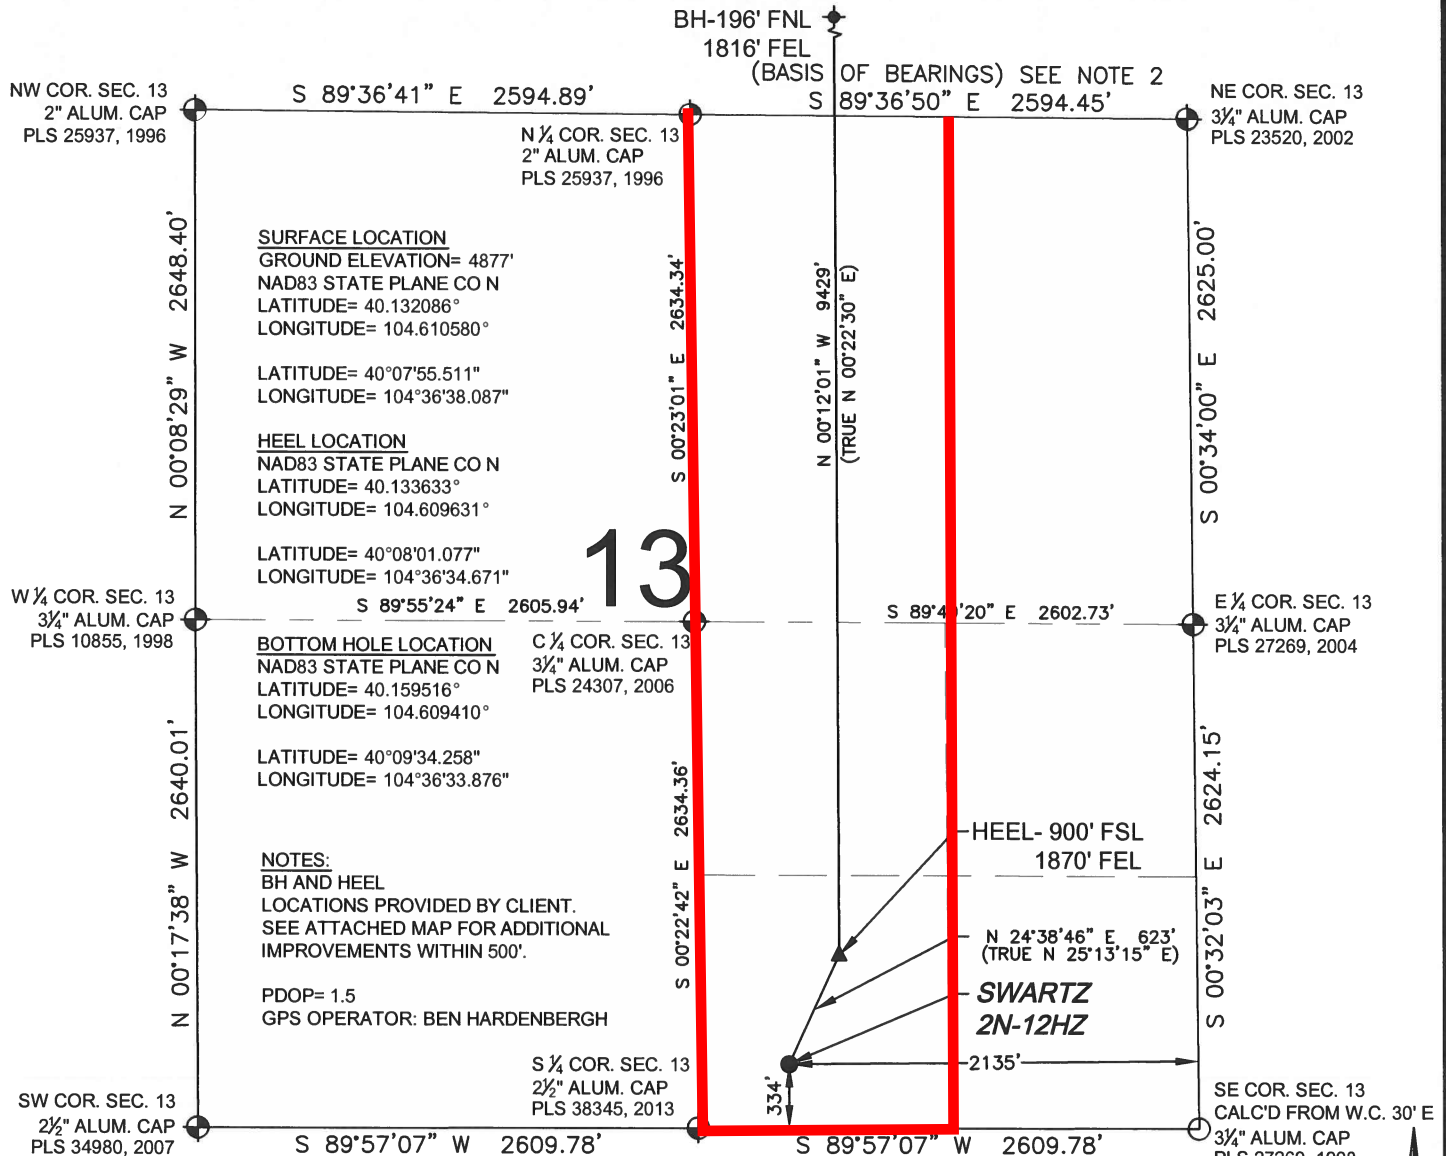 BH-196' FNL
1816' FEL
(BASIS OF BEARINGS) SEE NOTE 2
S 89°36'41" E 2594.89'
S 89°36'50" E 2594.45'
NW COR. SEC. 13
2" ALUM. CAP
PLS 25937, 1996
N ¼ COR. SEC. 13
2" ALUM. CAP
PLS 25937, 1996
NE COR. SEC. 13
3¼" ALUM. CAP
PLS 23520, 2002
N 00°08'29" W 2648.40'
SURFACE LOCATION
GROUND ELEVATION= 4877'
NAD83 STATE PLANE CO N
LATITUDE= 40.132086°
LONGITUDE= 104.610580°
LATITUDE= 40°07'55.511"
LONGITUDE= 104°36'38.087"
HEEL LOCATION
NAD83 STATE PLANE CO N
LATITUDE= 40.133633°
LONGITUDE= 104.609631°
LATITUDE= 40°08'01.077"
LONGITUDE= 104°36'34.671"
S 00°23'01" E 2634.34'
N 00°12'01" W 9429'
(TRUE N 00°22'30" E)
S 00°34'00" E 2625.00'
13
W ¼ COR. SEC. 13
3¼" ALUM. CAP
PLS 10855, 1998
S 89°55'24" E 2605.94'
S 89°4 '20" E 2602.73'
E ¼ COR. SEC. 13
3¼" ALUM. CAP
PLS 27269, 2004
C ¼ COR. SEC. 13
3¼" ALUM. CAP
PLS 24307, 2006
BOTTOM HOLE LOCATION
NAD83 STATE PLANE CO N
LATITUDE= 40.159516°
LONGITUDE= 104.609410°
LATITUDE= 40°09'34.258"
LONGITUDE= 104°36'33.876"
N 00°17'38" W 2640.01'
S 00°22'42" E 2634.36'
S 00°32'03" E 2624.15'
HEEL- 900' FSL
1870' FEL
NOTES:
BH AND HEEL
LOCATIONS PROVIDED BY CLIENT.
SEE ATTACHED MAP FOR ADDITIONAL
IMPROVEMENTS WITHIN 500'.
PDOP= 1.5
GPS OPERATOR: BEN HARDENBERGH
N 24°38'46" E 623'
(TRUE N 25°13'15" E)
SWARTZ
2N-12HZ
2135'
334'
SW COR. SEC. 13
2½" ALUM. CAP
PLS 34980, 2007
S ¼ COR. SEC. 13
2½" ALUM. CAP
PLS 38345, 2013
SE COR. SEC. 13
CALC'D FROM W.C. 30' E
3¼" ALUM. CAP
S 89°57'07" W 2609.78'
S 89°57'07" W 2609.78'